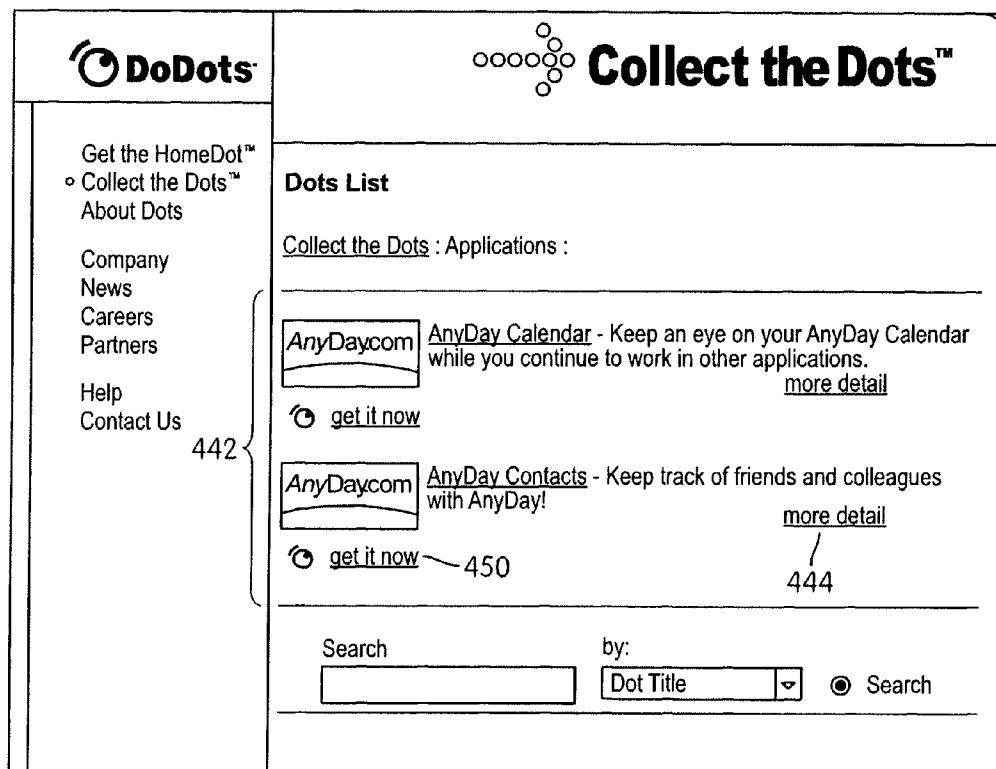 DoDots
Collect the Dots™
Get the HomeDot™
Collect the Dots™
About Dots
Company
News
Careers
Partners
Help
Contact Us
442
Dots List
Collect the Dots : Applications :
AnyDay.com
AnyDay Calendar - Keep an eye on your AnyDay Calendar
while you continue to work in other applications.
more detail
get it now
AnyDay.com
AnyDay Contacts - Keep track of friends and colleagues
with AnyDay!
more detail
get it now
450
444
Search
by:
Dot Title
Search